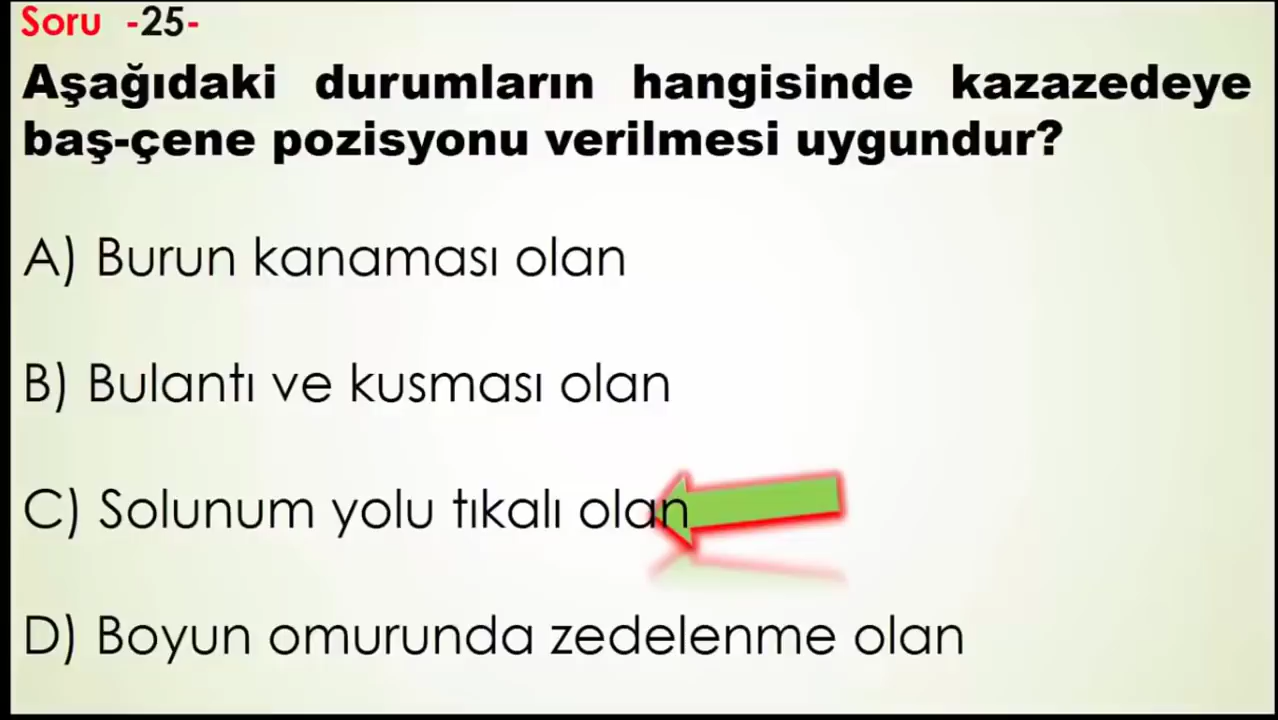 Soru -25-
Aşağıdaki durumların hangisinde kazazedeye
baş-çene pozisyonu verilmesi uygundur?
A) Burun kanaması olan
B) Bulantı ve kusması olan
C) Solunum yolu tıkalı olan
D) Boyun omurunda zedelenme olan